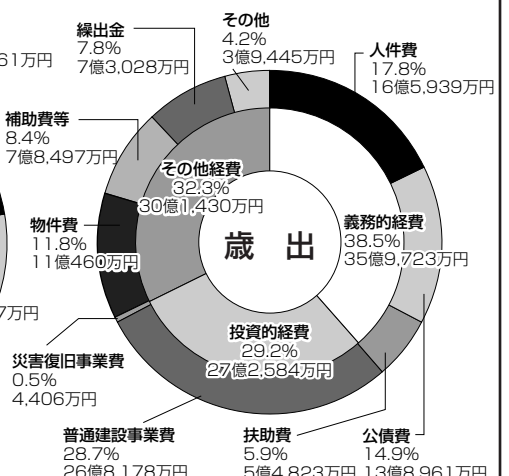 繰出金
7.8%
7億3,028万円
その他
4.2%
3億9,445万円
人件費
17.8%
16億5,939万円
61万円
補助費等
8.4%
7億8,497万円
その他経費
32.3%
30億1,430万円
物件費
11.8%
11億460万円
歳 出
義務的経費
38.5%
35億9,723万円
7万円
投資的経費
29.2%
27億2,584万円
災害復旧事業費
0.5%
4,406万円
普通建設事業費
28.7%
26億8,178万円
扶助費
5.9%
5億4,823万円
公債費
14.9%
13億8,961万円